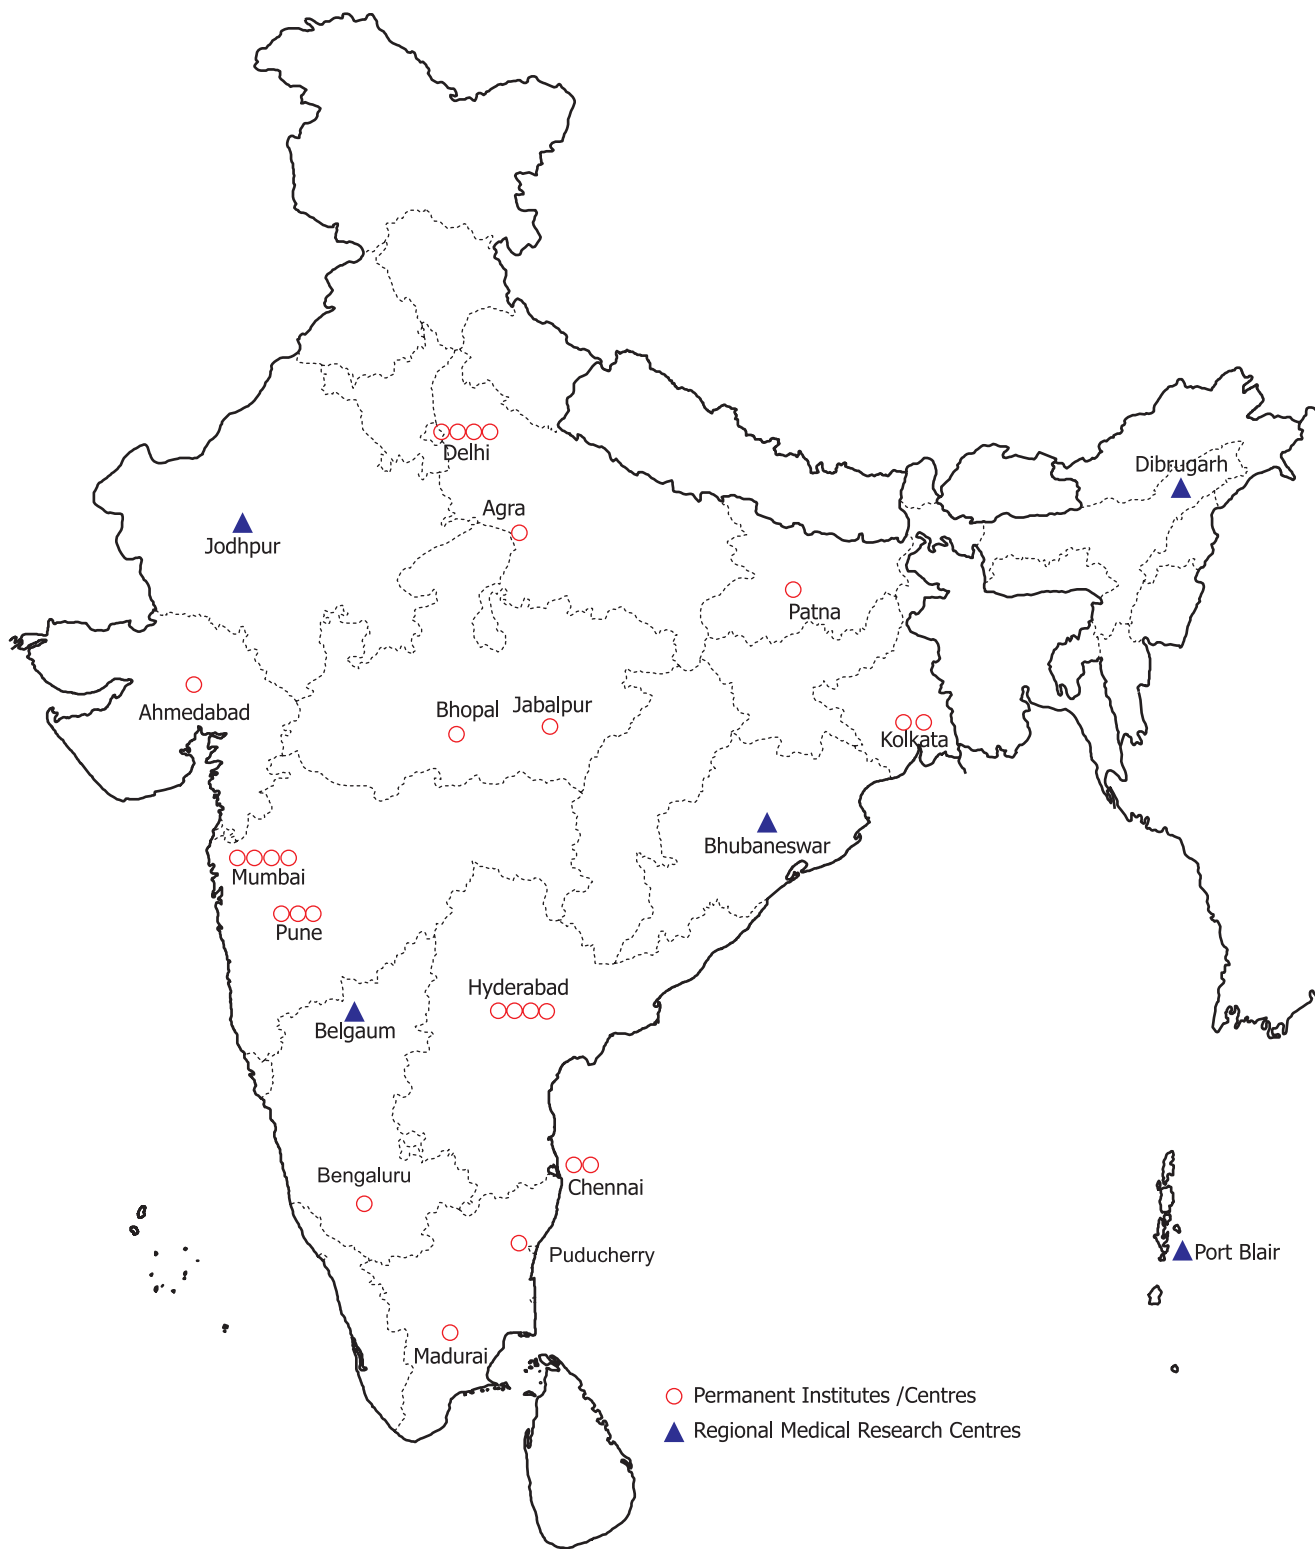 Delhi
Dibrugarh
Agra
Jodhpur
Patna
Ahmedabad
Bhopal
Jabalpur
Kolkata
Bhubaneswar
Mumbai
Pune
Hyderabad
Belgaum
Bengaluru
Chennai
Puducherry
Port Blair
Madurai
Permanent Institutes /Centres
Regional Medical Research Centres